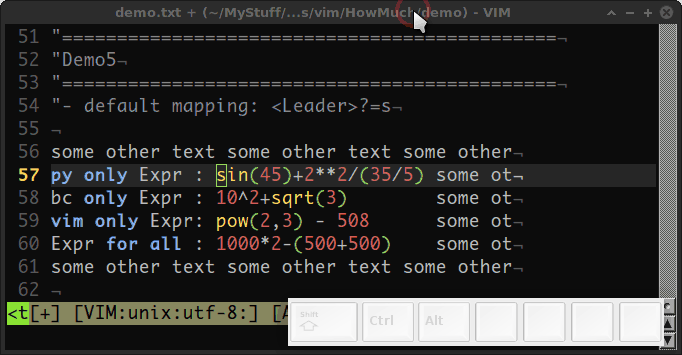 demo.txt + (~/MyStuff/...s/vim/HowMuch/demo) - VIM
51 "=================================================¬
52 "Demo5¬
53 "=================================================¬
54 "- default mapping: <Leader>?=s¬
55 ¬
56 some other text some other text some other¬
57 py only Expr : sin(45)+2**2/(35/5) some ot¬
58 bc only Expr : 10^2+sqrt(3) some ot¬
59 vim only Expr: pow(2,3) - 508 some ot¬
60 Expr for all : 1000*2-(500+500) some ot¬
61 some other text some other text some other¬
62 ¬
<t[+] [VIM:unix:utf-8:]
Shift Ctrl Alt